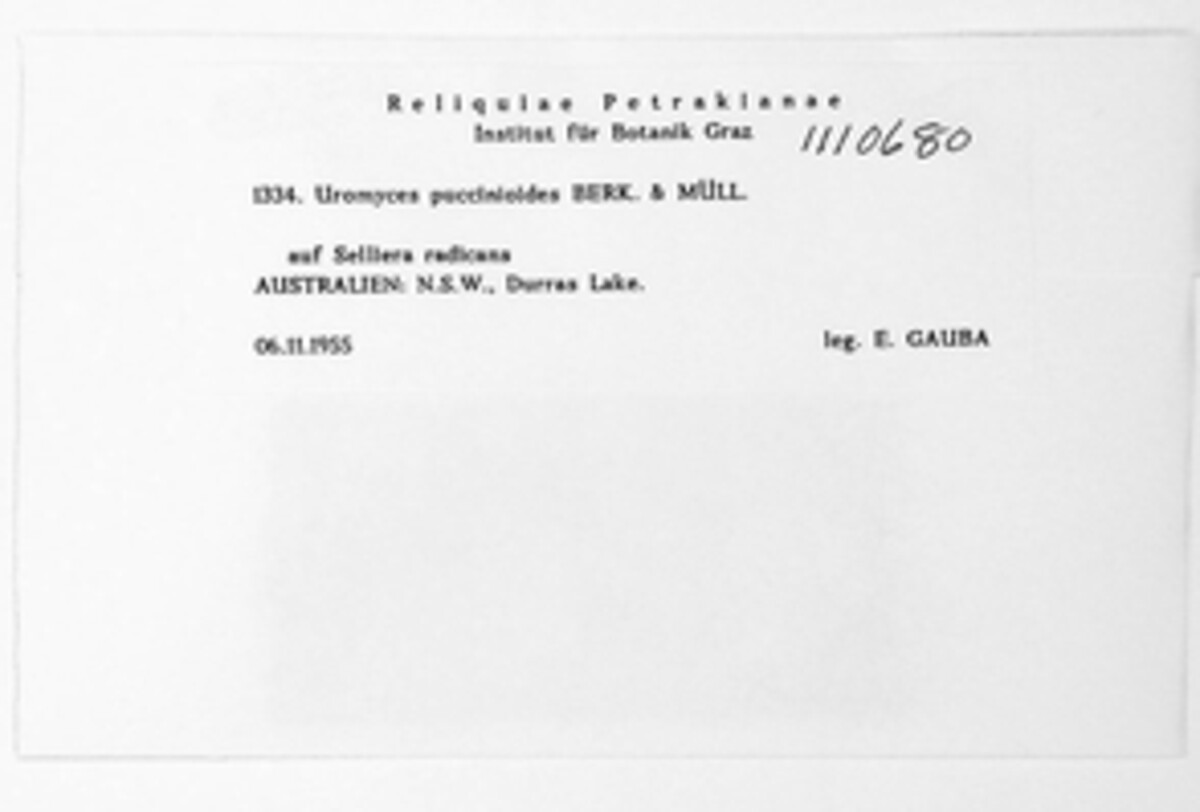 Reliquiae Petrakianae
Institut für Botanik Graz 1110680
1334. Uromyces puccinioides BERK. & MÜLL.
auf Selliera radicans
AUSTRALIEN: N.S.W., Durras Lake.
06.11.1955 leg. E. GAUBA